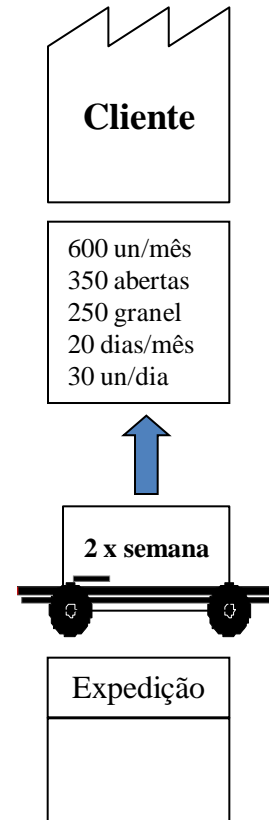 Cliente
600 un/mês
350 abertas
250 granel
20 dias/mês
30 un/dia
2 x semana
Expedição